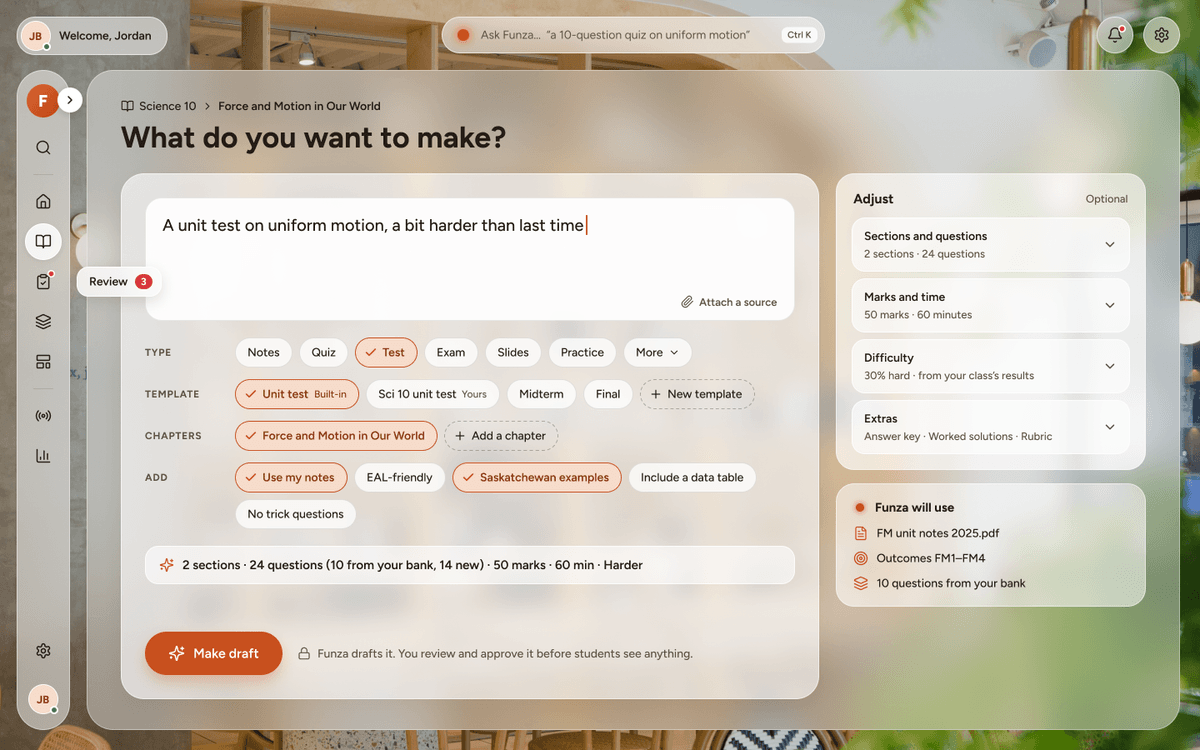 JB Welcome, Jordan
Ask Funza... "a 10-question quiz on uniform motion" Ctrl K
F
Science 10 > Force and Motion in Our World
What do you want to make?
A unit test on uniform motion, a bit harder than last time
Attach a source
Review 3
TYPE Notes Quiz Test Exam Slides Practice More
TEMPLATE Unit test Built-in Sci 10 unit test Yours Midterm Final + New template
CHAPTERS Force and Motion in Our World + Add a chapter
ADD Use my notes EAL-friendly Saskatchewan examples Include a data table
No trick questions
2 sections · 24 questions (10 from your bank, 14 new) · 50 marks · 60 min · Harder
Make draft Funza drafts it. You review and approve it before students see anything.
Adjust Optional
Sections and questions
2 sections · 24 questions
Marks and time
50 marks · 60 minutes
Difficulty
30% hard · from your class's results
Extras
Answer key · Worked solutions · Rubric
Funza will use
FM unit notes 2025.pdf
Outcomes FM1–FM4
10 questions from your bank
JB